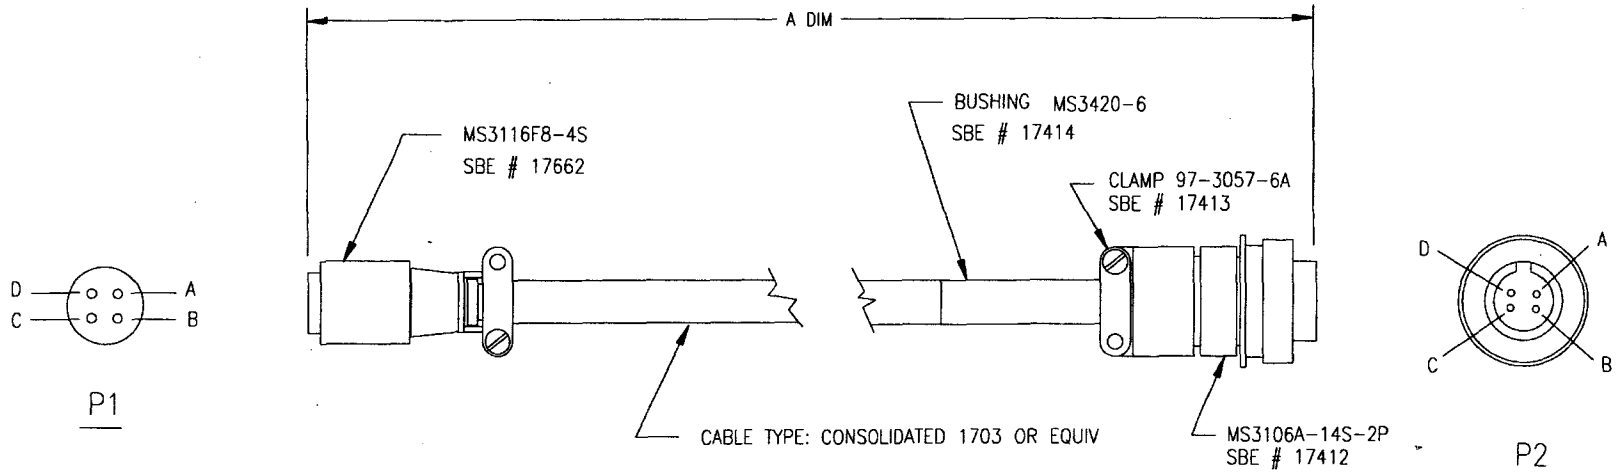 A DIM
BUSHING MS3420-6
SBE # 17414
MS3116F8-4S
SBE # 17662
CLAMP 97-3057-6A
SBE # 17413
D
A
C
B
P1
D
A
C
B
P2
CABLE TYPE: CONSOLIDATED 1703 OR EQUIV
MS3106A-14S-2P
SBE # 17412